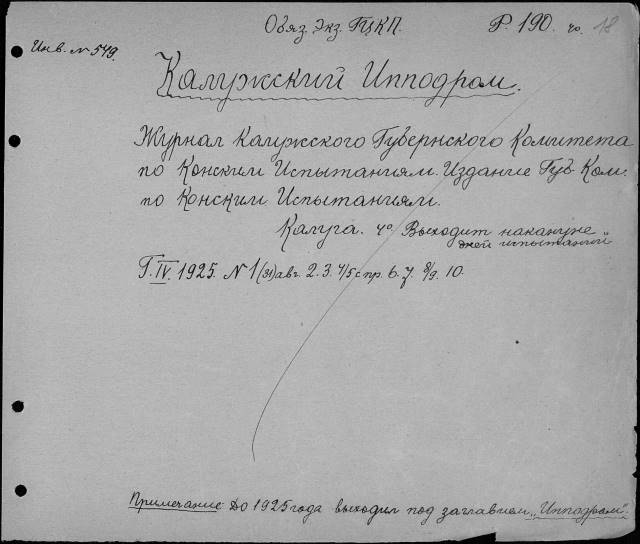 Обяз. Экз. ГЦКП. Р. 190. 40. 18
Инв. № 549.
Калужский Ипподром.
Журнал Калужского Губернского Комитета
по Конским Испытаниям. Издание Губ. Ком.
по Конским Испытаниям.
Калуга. 4° Выходит накануне
дней испытаний
Г. IV. 1925. № 1 (31) авг. 2. 3. 4/5 с пр. 6. 7. 8/9. 10.
Примечание: до 1925 года выходил под заглавием „Ипподром".